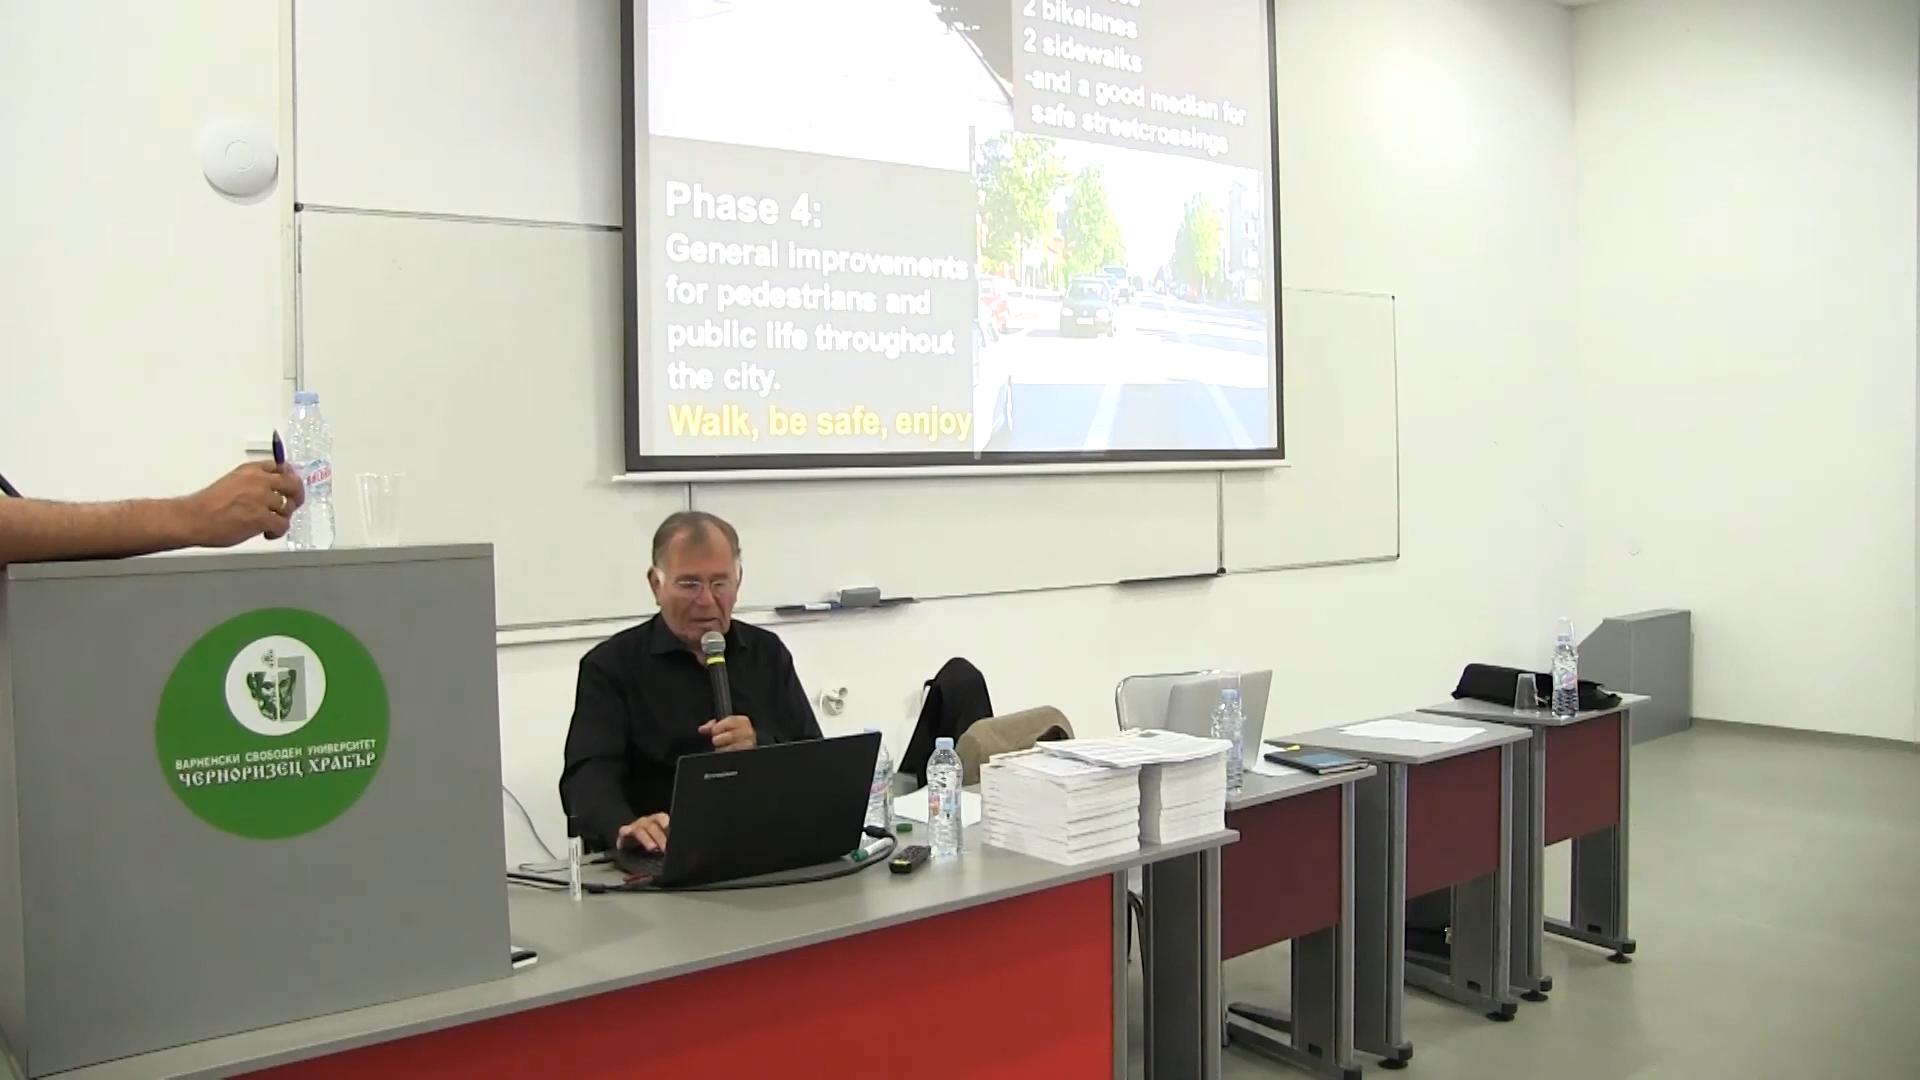 2 bikelanes
2 sidewalks
-and a good median for
safe streetcrossings
Phase 4:
General improvements
for pedestrians and
public life throughout
the city.
Walk, be safe, enjoy
ВАРНЕНСКИ СВОБОДЕН УНИВЕРСИТЕТ
ЧЕРНОРИЗЕЦ ХРАБЪР
lenovo